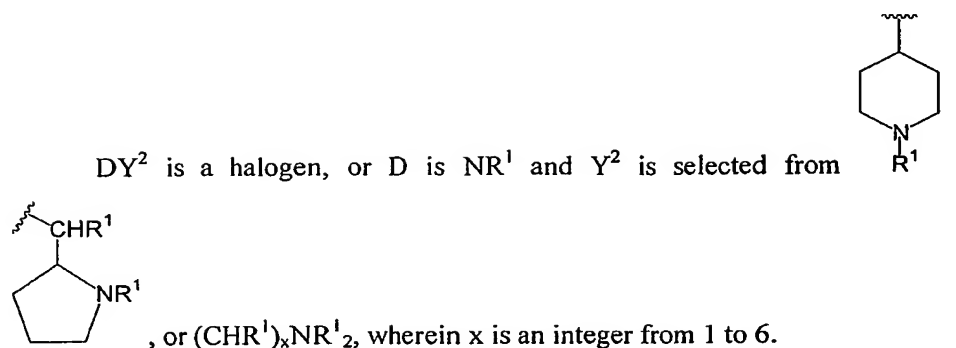 DY² is a halogen, or D is NR¹ and Y² is selected from
N
R¹
CHR¹
NR¹
, or (CHR¹)ₓNR¹₂, wherein x is an integer from 1 to 6.